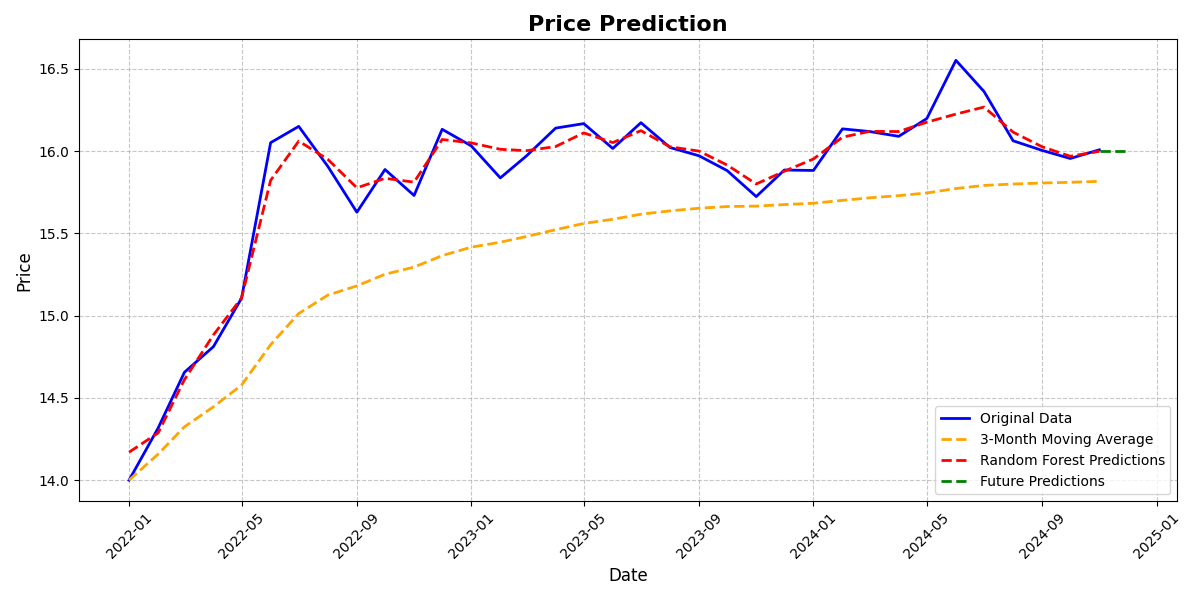 Price Prediction
Price
16.5
16.0
15.5
15.0
14.5
14.0
Original Data
3-Month Moving Average
Random Forest Predictions
Future Predictions
2022-01
2022-05
2022-09
2023-01
2023-05
2023-09
2024-01
2024-05
2024-09
2025-01
Date